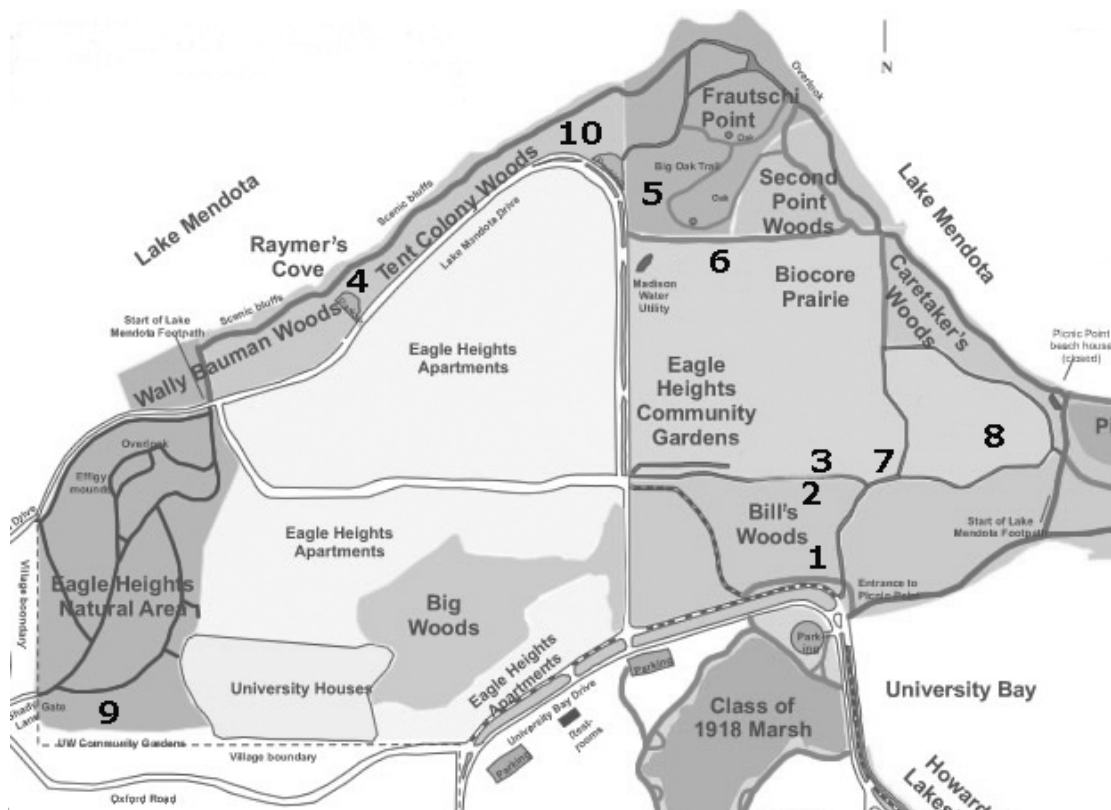 N
Overlook
Frautschi
Point
Oak
10
Big Oak Trail
5
Oak
Second
Point
Woods
Lake Mendota
Lake Mendota
Scenic bluffs
Tent Colony Woods
Lake Mendota Drive
Raymer's
Cove
4
6
Madison
Water
Utility
Biocore
Prairie
Caretaker's
Woods
Scenic bluffs
Start of Lake
Mendota Footpath
Wally Bauman Woods
Picnic Point
beach house
(closed)
Eagle Heights
Apartments
Eagle
Heights
Community
Gardens
P
8
3
7
2
Overlook
Effigy
mounds
Drive
Bill's
Woods
Start of Lake
Mendota Footpath
Eagle Heights
Apartments
1
Village boundary
Eagle Heights
Natural Area
Big
Woods
Entrance to
Picnic Point
Park
Eagle Heights
Apartments
Parking
University Houses
University Bay
Gate
Lane
9
University Bay Drive
Rest-
rooms
Class of
1918 Marsh
UW Community Gardens
Village boundary
Parking
Oxford Road
Howard
Lakes